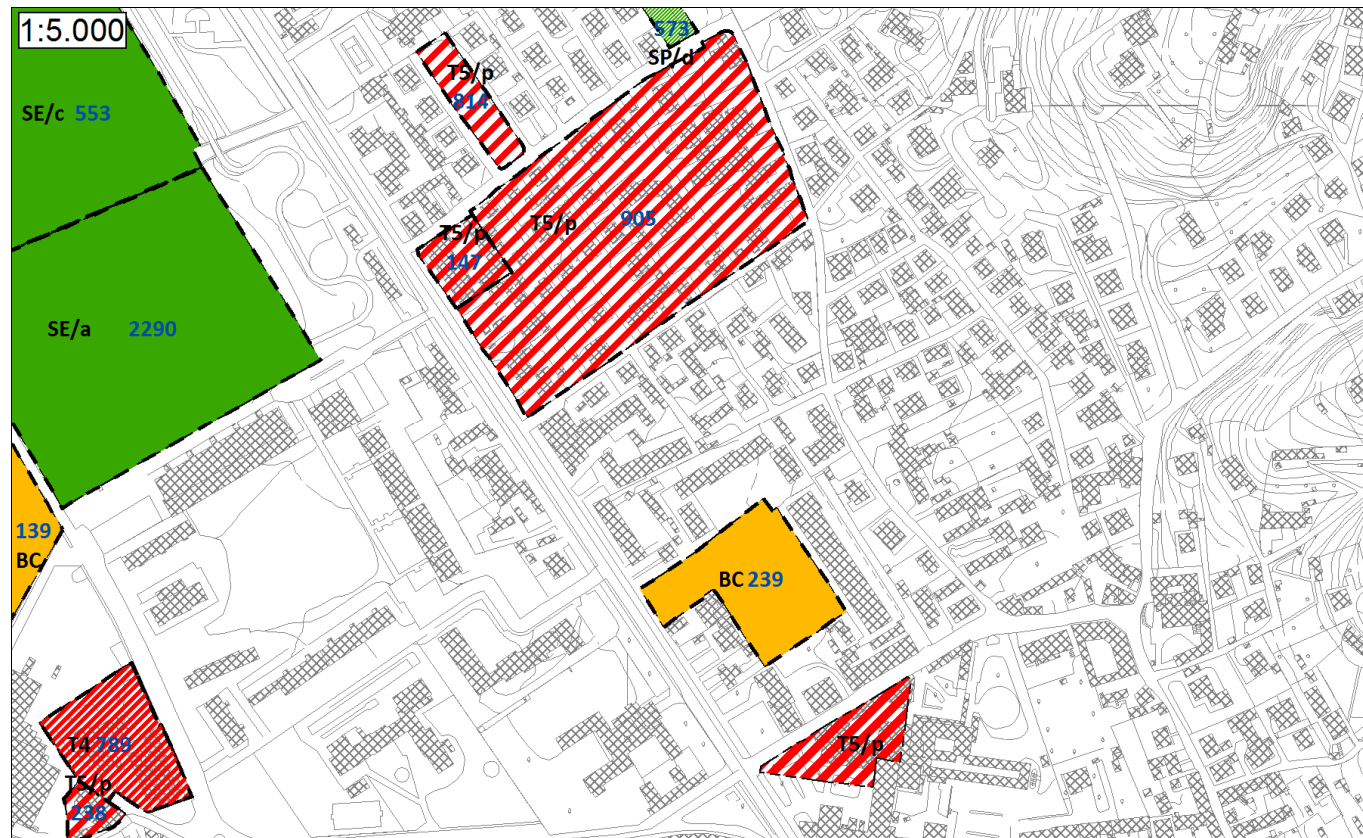 1:5.000
573
SP/d
T5/p
814
SE/c 553
T5/p 905
T5/p
147
SE/a 2290
139
BC
BC 239
T4 789
T5/p
T5/p
238